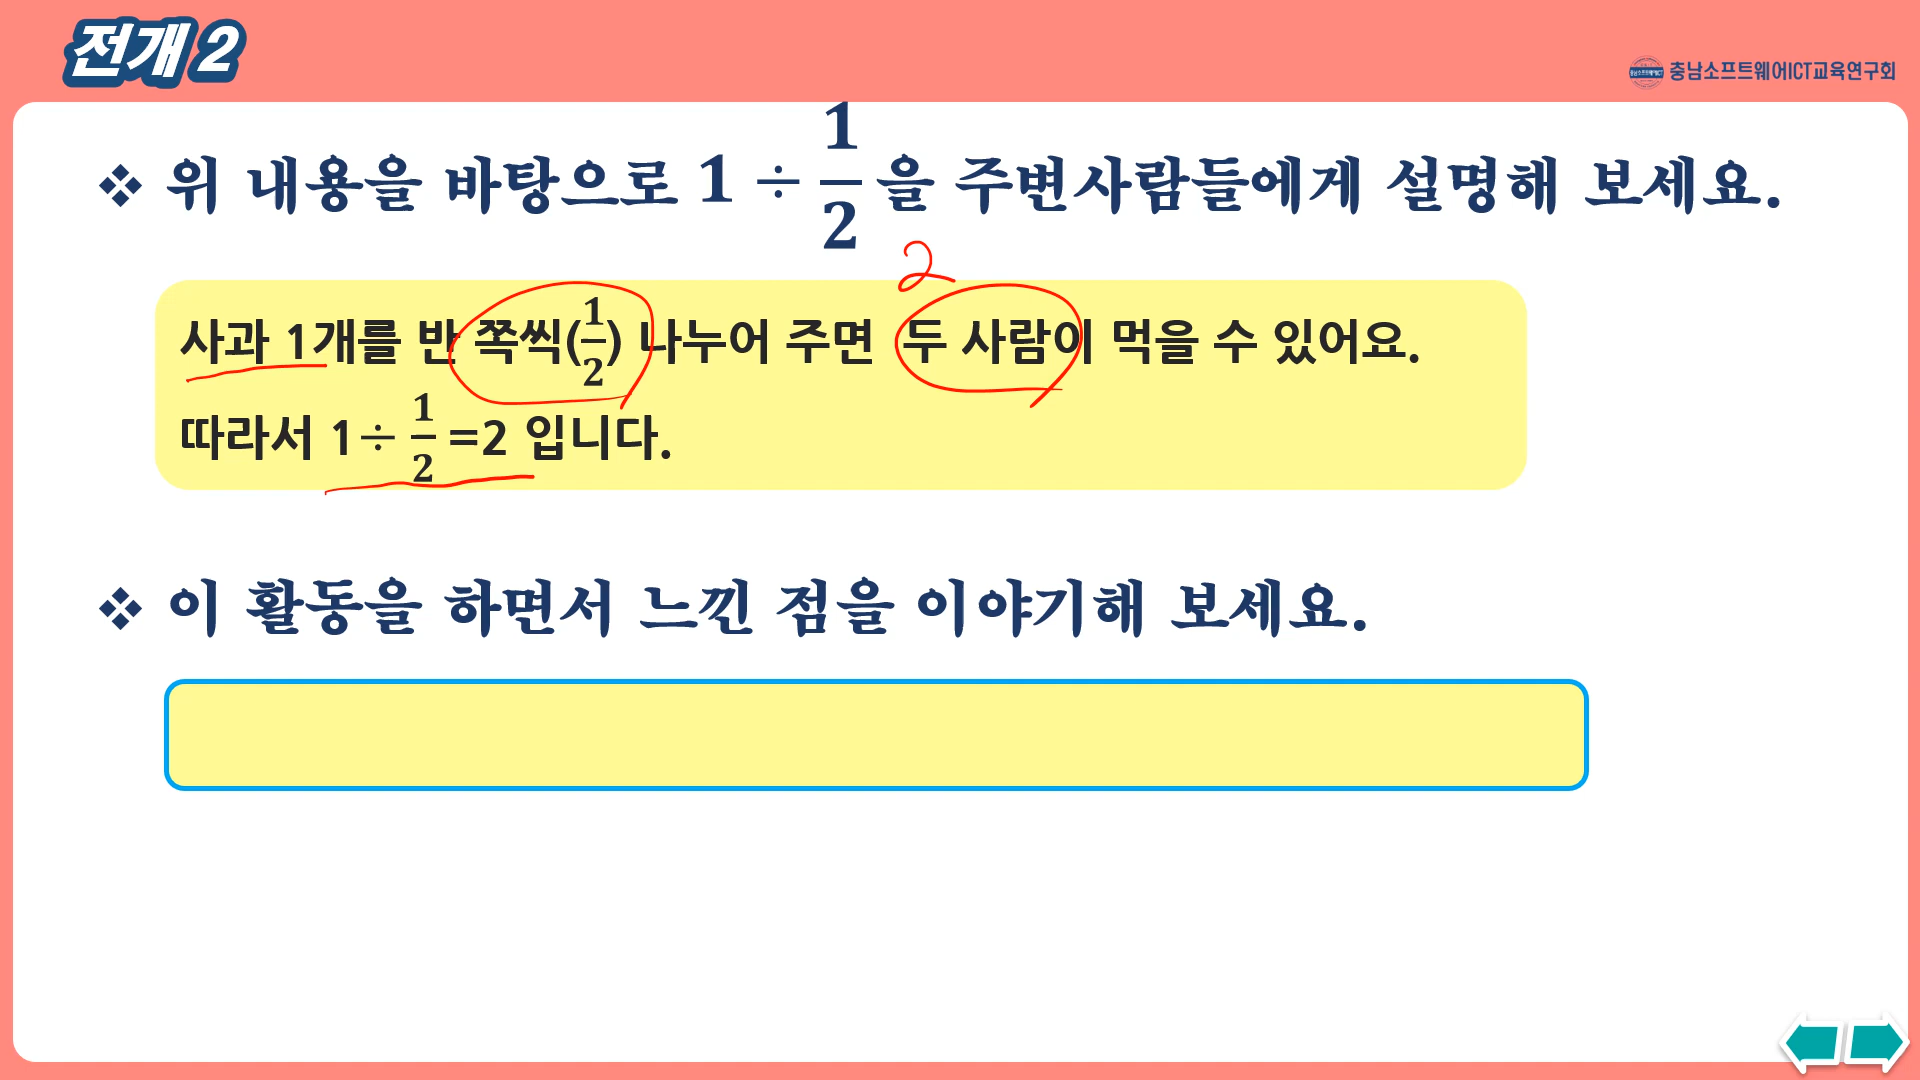 전개 2
충남소프트웨어ICT교육연구회
❖ 위 내용을 바탕으로 1 ÷ 1/2 을 주변사람들에게 설명해 보세요.
2
사과 1개를 반 쪽씩(1/2) 나누어 주면 두 사람이 먹을 수 있어요.
따라서 1÷ 1/2 =2 입니다.
❖ 이 활동을 하면서 느낀 점을 이야기해 보세요.